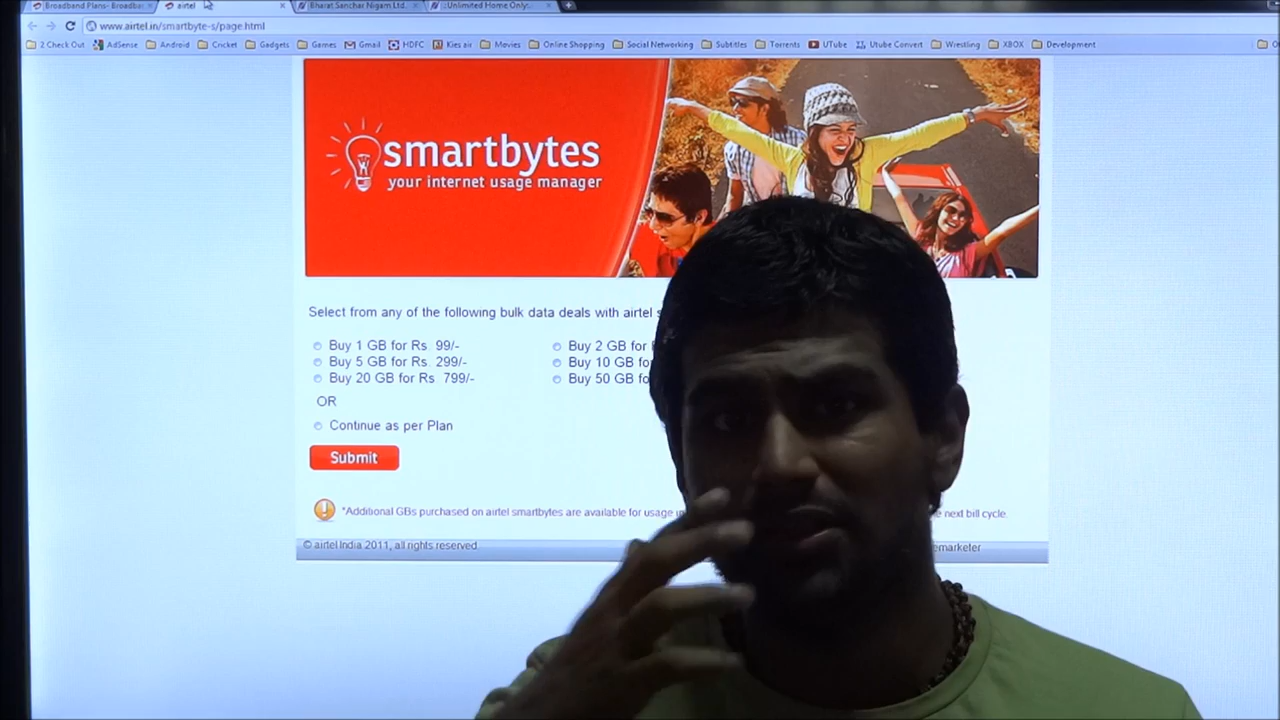 Broadband Plans- Broadba
airtel
Bharat Sanchar Nigam Ltd.
::Unlimited Home Only:
www.airtel.in/smartbyte-s/page.html
2 Check Out AdSense Android Cricket Gadgets Games Gmail HDFC Kies air Movies Online Shopping Social Networking Subtitles Torrents UTube Utube Convert Wrestling XBOX Development
smartbytes
your internet usage manager
Select from any of the following bulk data deals with airtel s
Buy 1 GB for Rs. 99/-
Buy 2 GB for
Buy 5 GB for Rs. 299/-
Buy 10 GB fo
Buy 20 GB for Rs. 799/-
Buy 50 GB fo
OR
Continue as per Plan
Submit
*Additional GBs purchased on airtel smartbytes are available for usage in next bill cycle.
© airtel India 2011, all rights reserved. emarketer